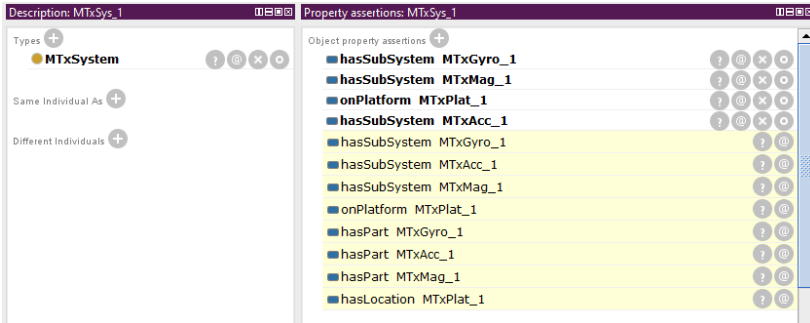 Description: MTxSys_1
Types
MTxSystem
Same Individual As
Different Individuals
Property assertions: MTxSys_1
Object property assertions
hasSubSystem MTxGyro_1
hasSubSystem MTxMag_1
onPlatform MTxPlat_1
hasSubSystem MTxAcc_1
hasSubSystem MTxGyro_1
hasSubSystem MTxAcc_1
hasSubSystem MTxMag_1
onPlatform MTxPlat_1
hasPart MTxGyro_1
hasPart MTxAcc_1
hasPart MTxMag_1
hasLocation MTxPlat_1